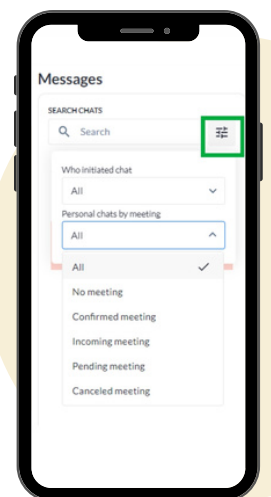 Messages
SEARCH CHATS
Search
Who initiated chat
All
Personal chats by meeting
All
All
No meeting
Confirmed meeting
Incoming meeting
Pending meeting
Canceled meeting